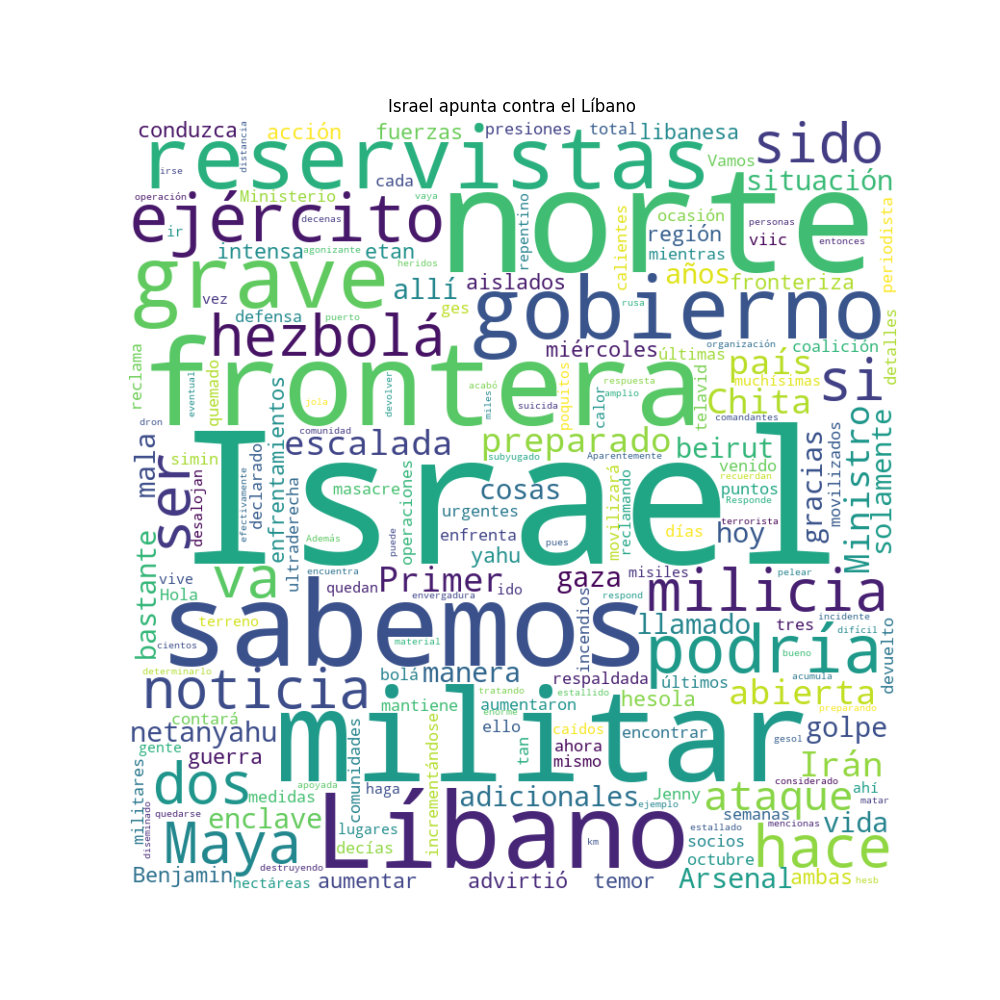 Israel apunta contra el Líbano
conduzca
acción
fuerzas
presiones
total
libanesa
sido
distancia
reservistas
Vamos
irse
cada
situación
operación
Ministerio
vaya
norte
ejército
decenas
repentino
calientes
ocasión
personas
periodista
ir
región
viic
entonces
intensa
agonizante
etan
mientras
grave
heridos
allí
aislados
años
fronteriza
vez
ges
gobierno
rusa
defensa
puerto
hezbolá
miércoles
últimas
organización
coalición
detalles
reclama
eventual
quemado
frontera
acabó
respuesta
país
si
jola
devolver
miles
suicida
amplio
poquitos
calor
telavid
muchísimas
Chita
dron
comunidad
comandantes
mala
ser
enfrentamientos
escalada
preparado
beirut
gracias
movilizados
Ministro
solamente
simin
subyugado
Aparentemente
venido
recuerdan
desalojan
declarado
efectivamente
ultraderecha
Israel
masacre
operaciones
cosas
movilizará
reclamando
puntos
Responde
urgentes
terrorista
bastante
Además
puede
enfrenta
pues
días
hoy
yahu
vive
encuentra
Primer
gaza
misiles
pelear
Hola
va
quedan
ido
envergadura
respond
milicia
terreno
sabemos
incendios
llamado
tres
incidente
cientos
material
podría
difícil
devuelto
determinarlo
bolá
manera
respaldada
últimos
bueno
acumula
noticia
tratando
estallido
hesola
abierta
mantiene
aumentaron
preparando
contará
enorme
netanyahu
militar
ello
tan
caídos
encontrar
gesol
golpe
gente
guerra
comunidades
incrementándose
ahora
mismo
militares
dos
apoyada
haga
Jenny
considerado
Irán
ahí
medidas
adicionales
ejemplo
ataque
matar
quedarse
diseminado
enclave
semanas
mencionas
vida
Maya
lugares
Líbano
estallado
decías
km
socios
hace
destruyendo
octubre
Benjamin
hectáreas
aumentar
advirtió
temor
Arsenal
ambas
hesb